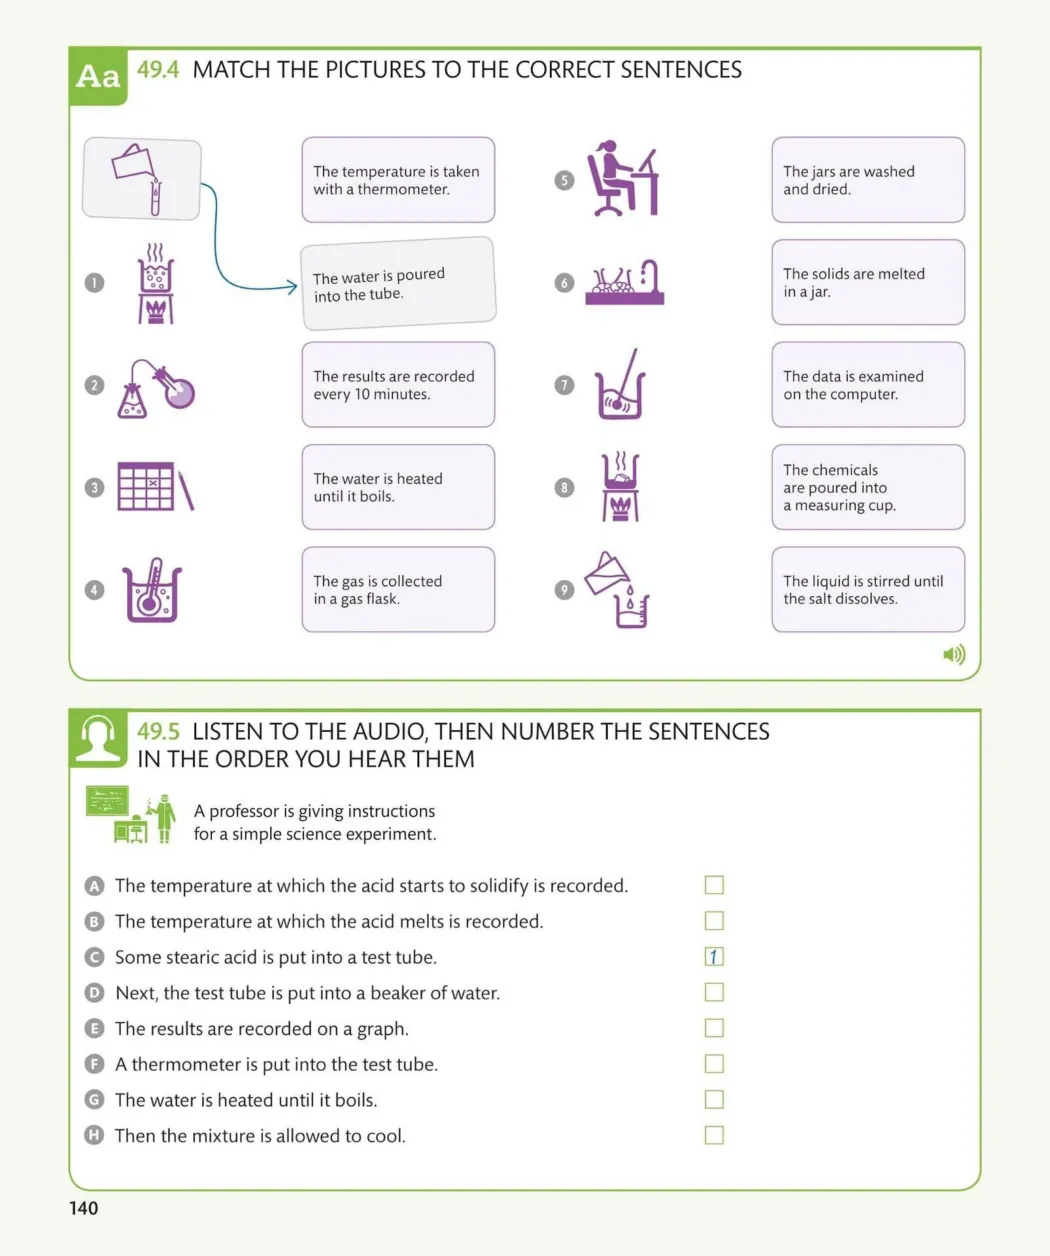 Aa 49.4 MATCH THE PICTURES TO THE CORRECT SENTENCES
The temperature is taken
with a thermometer.
1
The water is poured
into the tube.
2
The results are recorded
every 10 minutes.
3
The water is heated
until it boils.
4
The gas is collected
in a gas flask.
5
The jars are washed
and dried.
6
The solids are melted
in a jar.
7
The data is examined
on the computer.
8
The chemicals
are poured into
a measuring cup.
9
The liquid is stirred until
the salt dissolves.
49.5 LISTEN TO THE AUDIO, THEN NUMBER THE SENTENCES
IN THE ORDER YOU HEAR THEM
A professor is giving instructions
for a simple science experiment.
A The temperature at which the acid starts to solidify is recorded.
B The temperature at which the acid melts is recorded.
C Some stearic acid is put into a test tube. 1
D Next, the test tube is put into a beaker of water.
E The results are recorded on a graph.
F A thermometer is put into the test tube.
G The water is heated until it boils.
H Then the mixture is allowed to cool.
140